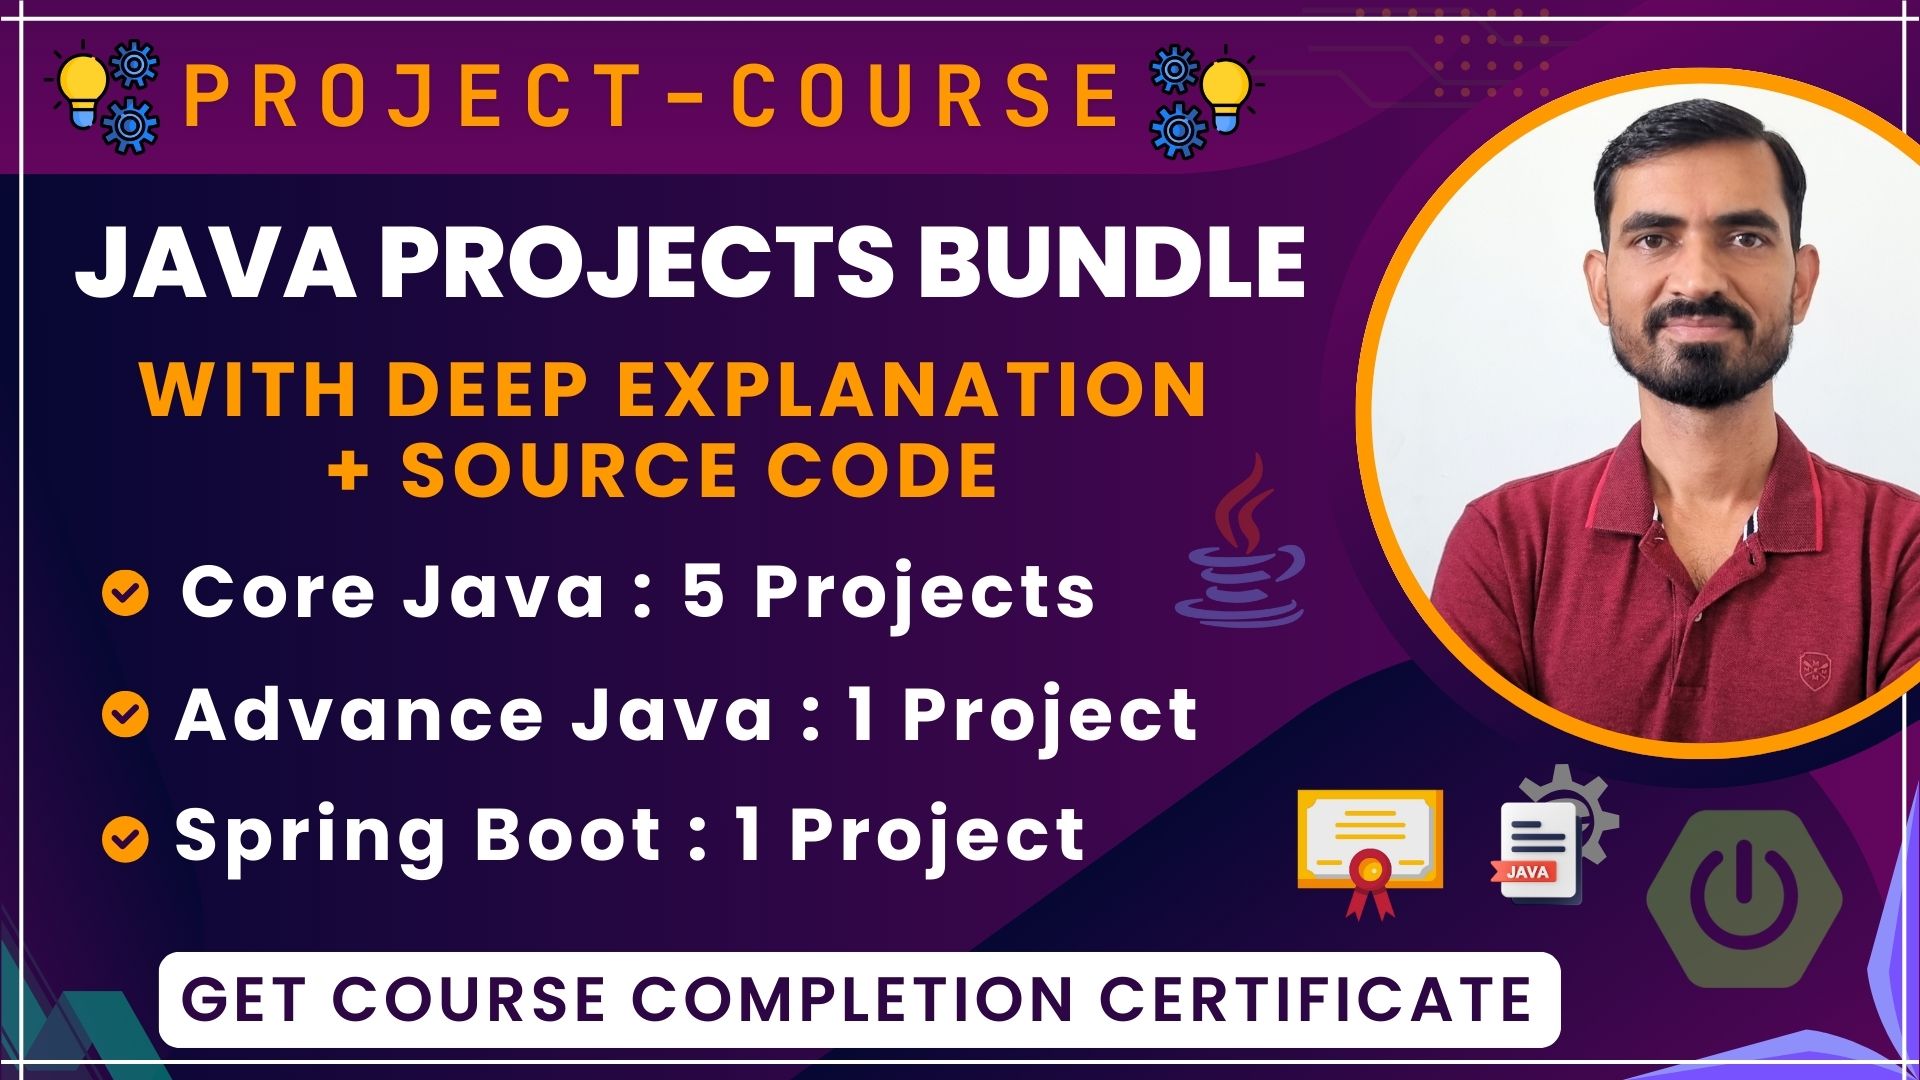 PROJECT-COURSE
JAVA PROJECTS BUNDLE
WITH DEEP EXPLANATION
+ SOURCE CODE
Core Java : 5 Projects
Advance Java : 1 Project
Spring Boot : 1 Project
JAVA
GET COURSE COMPLETION CERTIFICATE